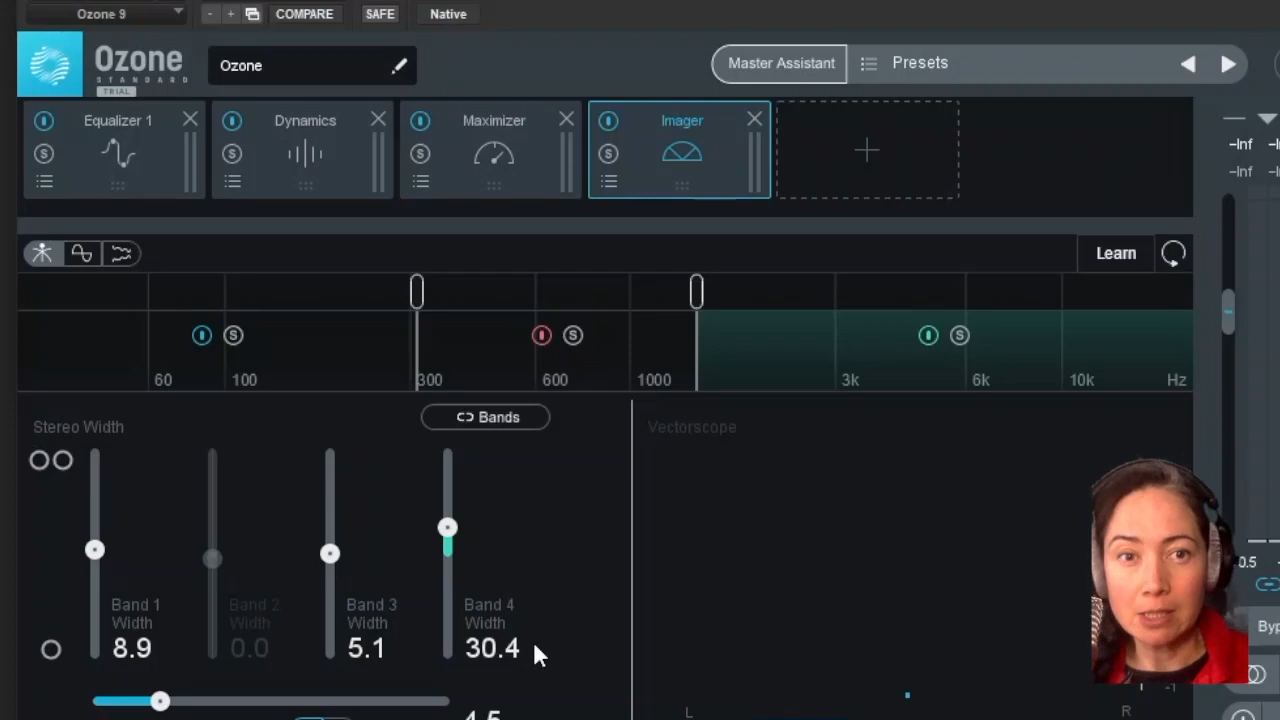 Ozone 9
- + COMPARE SAFE Native
Ozone
STANDARD
TRIAL
Ozone
Master Assistant
Presets
Equalizer 1
Dynamics
Maximizer
Imager
S
S
S
S
-Inf
-Inf
Learn
S
S
S
60 100 300 600 1000 3k 6k 10k Hz
Stereo Width
Bands
Vectorscope
Band 1
Width
8.9
Band 2
Width
0.0
Band 3
Width
5.1
Band 4
Width
30.4
L
R